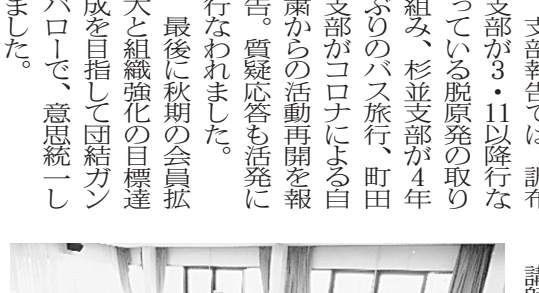 支部報告では、調布
支部が3・11以降行な
っている脱原発の取り
組み、杉並支部が4年
ぶりのバス旅行、町田
支部がコロナによる自
粛からの活動再開を報
告。質疑応答も活発に
行なわれました。
最後に秋期の会員拡
大と組織強化の目標達
成を目指して団結ガン
バローで、意思統一し
ました。